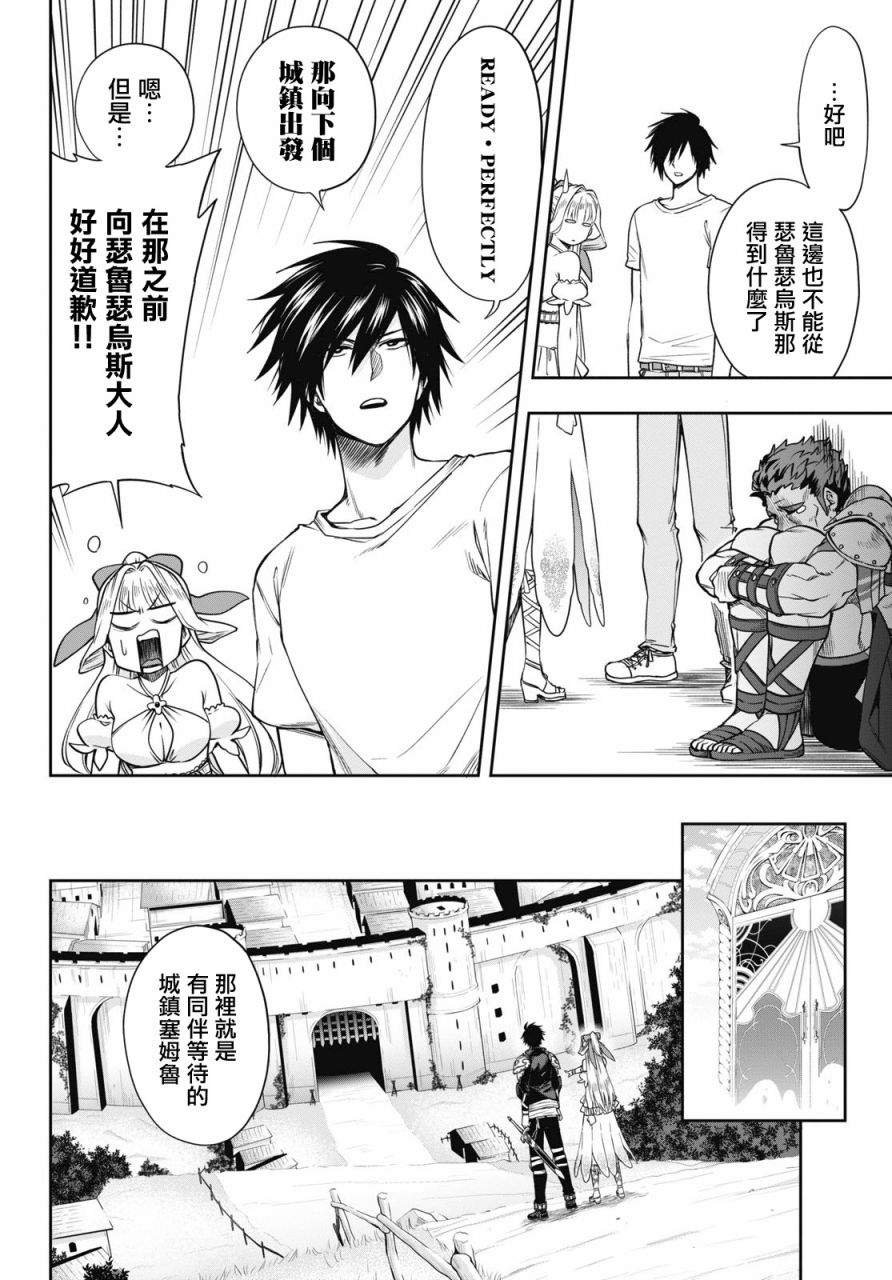 …好吧
這邊也不能從
瑟魯瑟烏斯那
得到什麼了
READY・PERFECTLY
那向下個
城鎮出發
嗯…
但是…
在那之前
向瑟魯瑟烏斯大人
好好道歉!!
那裡就是
有同伴等待的
城鎮塞姆魯